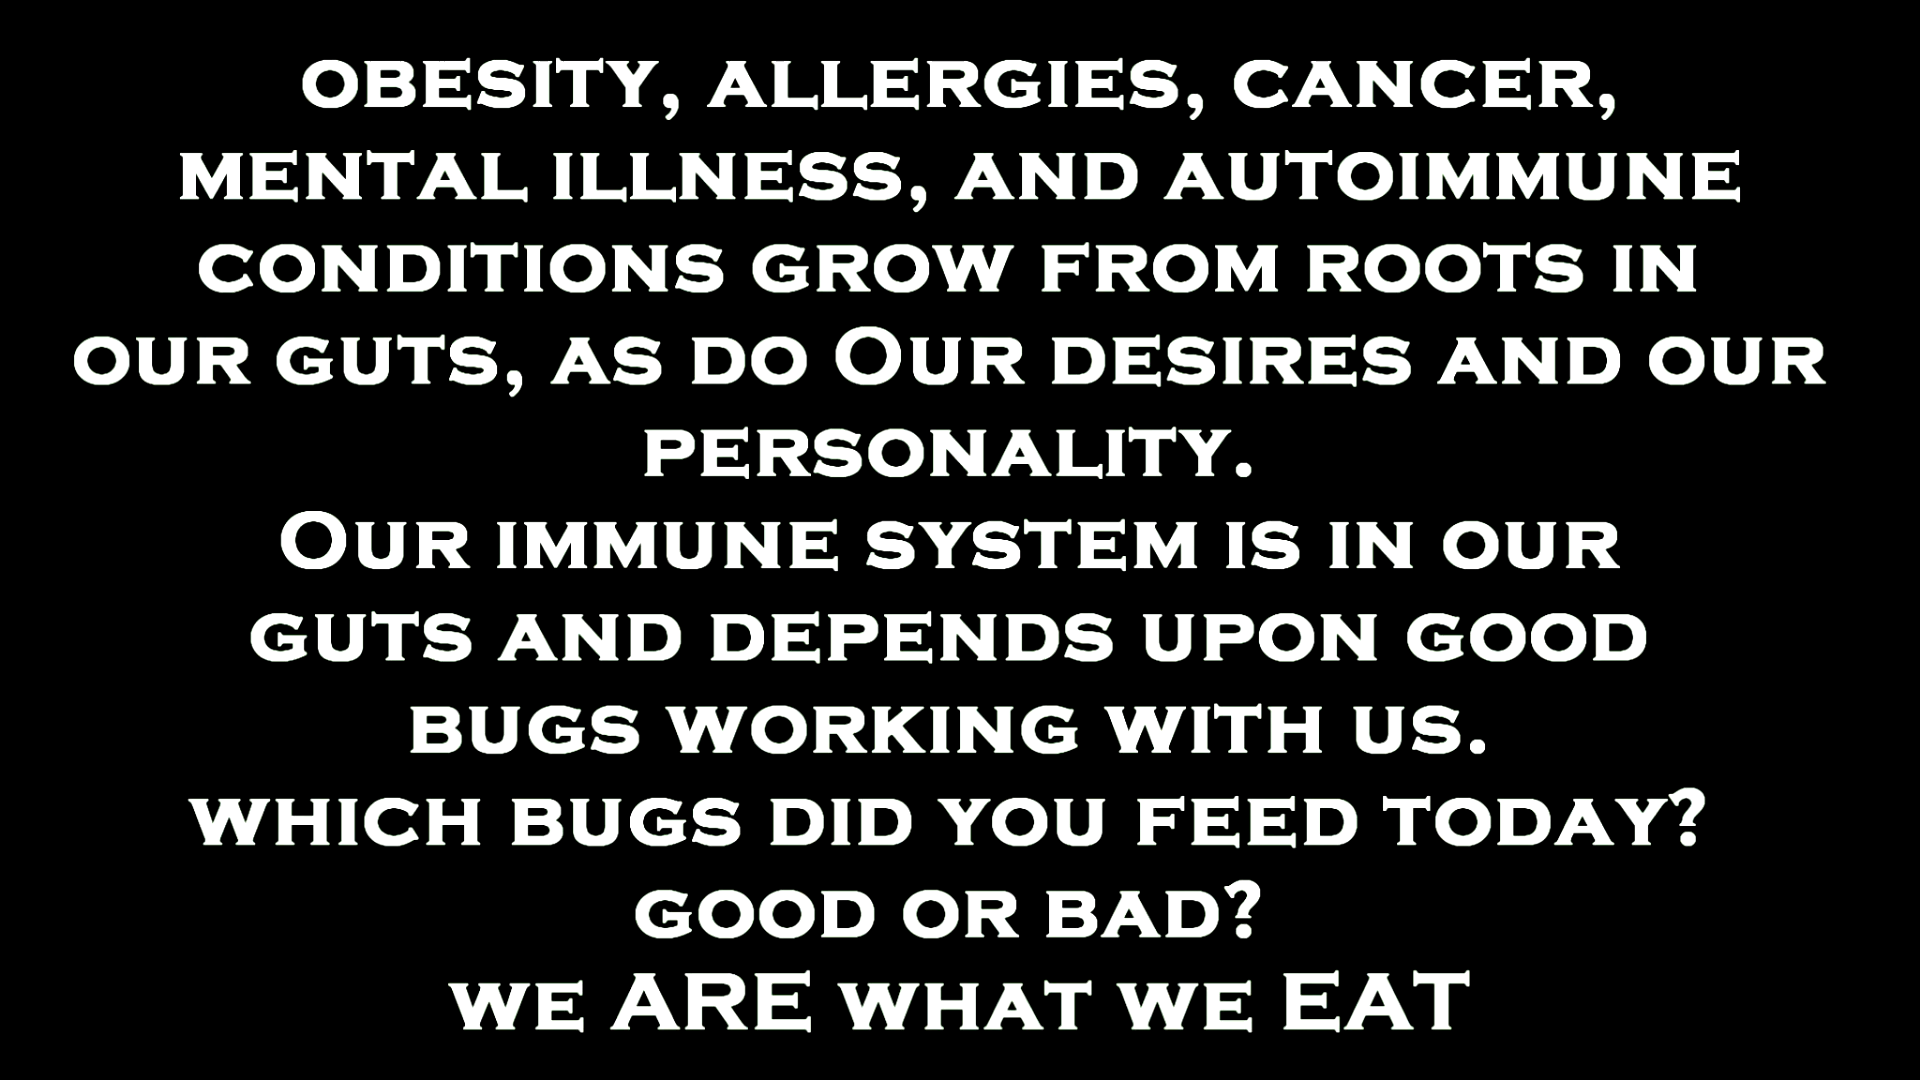 OBESITY, ALLERGIES, CANCER,
MENTAL ILLNESS, AND AUTOIMMUNE
CONDITIONS GROW FROM ROOTS IN
OUR GUTS, AS DO OUR DESIRES AND OUR
PERSONALITY.
OUR IMMUNE SYSTEM IS IN OUR
GUTS AND DEPENDS UPON GOOD
BUGS WORKING WITH US.
WHICH BUGS DID YOU FEED TODAY?
GOOD OR BAD?
WE ARE WHAT WE EAT